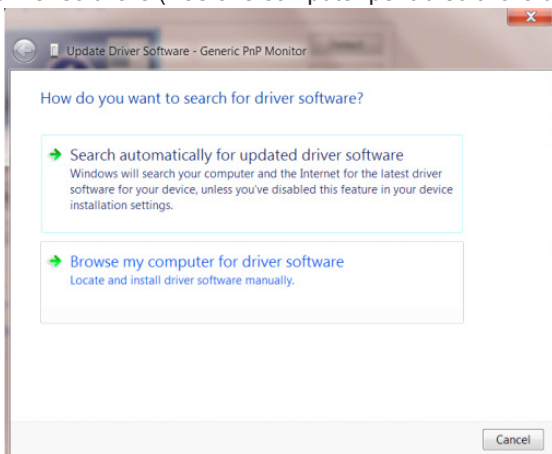 Update Driver Software - Generic PnP Monitor
How do you want to search for driver software?
Search automatically for updated driver software
Windows will search your computer and the Internet for the latest driver
software for your device, unless you've disabled this feature in your device
installation settings.
Browse my computer for driver software
Locate and install driver software manually.
Cancel